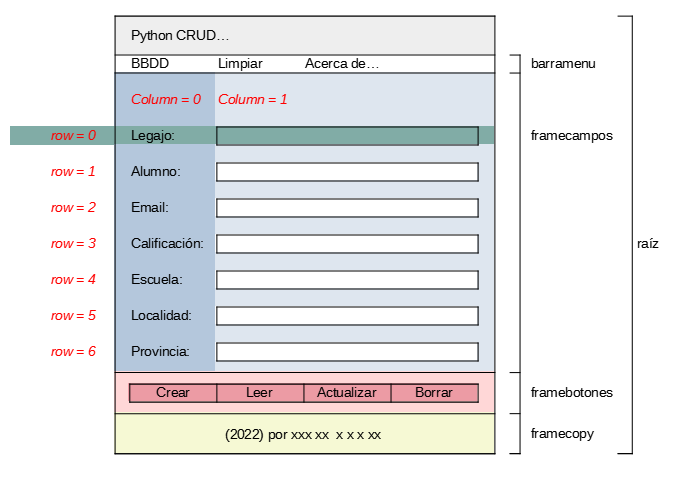 Python CRUD…
BBDD Limpiar Acerca de… barramenu
Column = 0 Column = 1
row = 0 Legajo: framecampos
row = 1 Alumno:
row = 2 Email:
row = 3 Calificación: raíz
row = 4 Escuela:
row = 5 Localidad:
row = 6 Provincia:
Crear Leer Actualizar Borrar framebotones
(2022) por xxx xx x x x xx framecopy